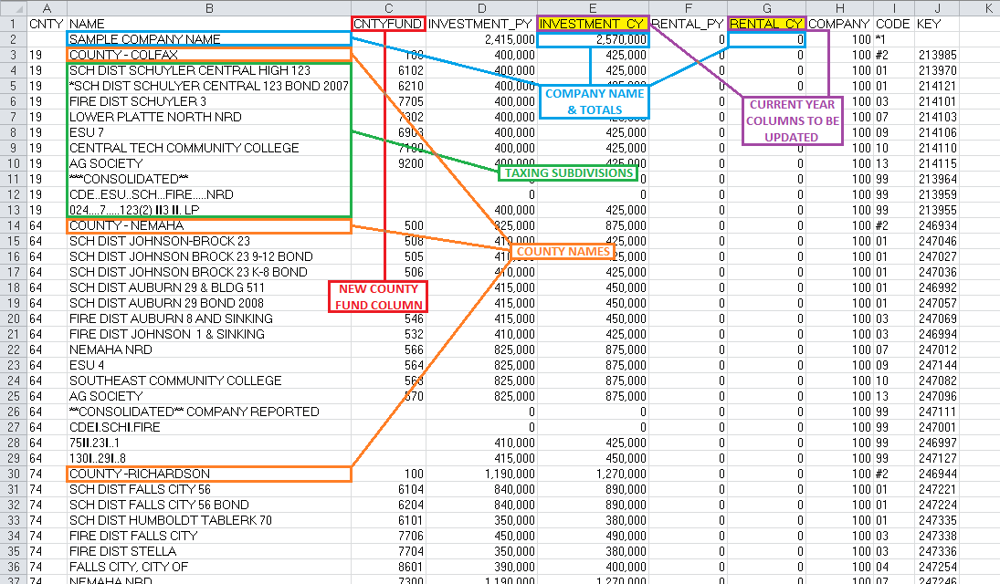 A B C D E F G H I J K
1 CNTY NAME CNTYFUND INVESTMENT_PY INVESTMENT_CY RENTAL_PY RENTAL_CY COMPANY CODE KEY
2 SAMPLE COMPANY NAME 2,415,000 2,570,000 0 0 100 *1
3 19 COUNTY - COLFAX 400,000 425,000 0 0 100 #2 213985
4 19 SCH DIST SCHUYLER CENTRAL HIGH 123 6102 400,000 425,000 0 0 100 01 213970
5 19 *SCH DIST SCHULYER CENTRAL 123 BOND 2007 6210 400,000 425,000 0 0 100 01 214121
6 19 FIRE DIST SCHUYLER 3 7705 400,000 0 100 03 214101
7 19 LOWER PLATTE NORTH NRD 400,000 425,000 0 100 07 214103
8 19 ESU 7 400,000 425,000 0 100 09 214106
9 19 CENTRAL TECH COMMUNITY COLLEGE 400,000 425,000 0 0 100 10 214110
10 19 AG SOCIETY 9200 400,000 425,000 0 0 100 13 214115
11 19 ***CONSOLIDATED** 0 0 0 100 99 213964
12 19 CDE..ESU..SCH...FIRE.....NRD 0 0 0 0 100 99 213959
13 19 024....7.....123(2) II3 II. LP 400,000 425,000 0 0 100 99 213955
14 64 COUNTY - NEMAHA 500 825,000 875,000 0 0 100 #2 246934
15 64 SCH DIST JOHNSON-BROCK 23 508 410,000 425,000 0 0 100 01 247046
16 64 SCH DIST JOHNSON BROCK 23 9-12 BOND 505 410,000 425,000 0 0 100 01 247027
17 64 SCH DIST JOHNSON BROCK 23 K-8 BOND 506 410,000 425,000 0 0 100 01 247036
18 64 SCH DIST AUBURN 29 & BLDG 511 415,000 450,000 0 0 100 01 246992
19 64 SCH DIST AUBURN 29 BOND 2008 415,000 450,000 0 0 100 01 247057
20 64 FIRE DIST AUBURN 8 AND SINKING 546 415,000 450,000 0 0 100 03 247069
21 64 FIRE DIST JOHNSON 1 & SINKING 532 410,000 425,000 0 0 100 03 246994
22 64 NEMAHA NRD 566 825,000 875,000 0 0 100 07 247012
23 64 ESU 4 564 825,000 875,000 0 0 100 09 247144
24 64 SOUTHEAST COMMUNITY COLLEGE 825,000 875,000 0 0 100 10 247082
25 64 AG SOCIETY 825,000 875,000 0 0 100 13 247096
26 64 **CONSOLIDATED** COMPANY REPORTED 0 0 100 99 247111
27 64 CDEI.SCHI.FIRE 0 0 0 0 100 99 247001
28 64 75II.23I..1 410,000 425,000 0 0 100 99 246997
29 64 130I..29I..8 415,000 450,000 0 0 100 99 247127
30 74 COUNTY -RICHARDSON 100 1,190,000 1,270,000 0 0 100 #2 246944
31 74 SCH DIST FALLS CITY 56 6104 840,000 890,000 0 0 100 01 247221
32 74 SCH DIST FALLS CITY 56 BOND 6204 840,000 890,000 0 0 100 01 247224
33 74 SCH DIST HUMBOLDT TABLERK 70 6101 350,000 380,000 0 0 100 01 247335
34 74 FIRE DIST FALLS CITY 7706 450,000 490,000 0 0 100 03 247338
35 74 FIRE DIST STELLA 7704 350,000 380,000 0 0 100 03 247336
36 74 FALLS CITY, CITY OF 8601 390,000 400,000 0 0 100 04 247074
37 74 NEMAHA NRD 7300 1,190,000 1,270,000 0 0 100 07 247246
COMPANY NAME
& TOTALS
CURRENT YEAR
COLUMNS TO BE
UPDATED
TAXING SUBDIVISIONS
COUNTY NAMES
NEW COUNTY
FUND COLUMN